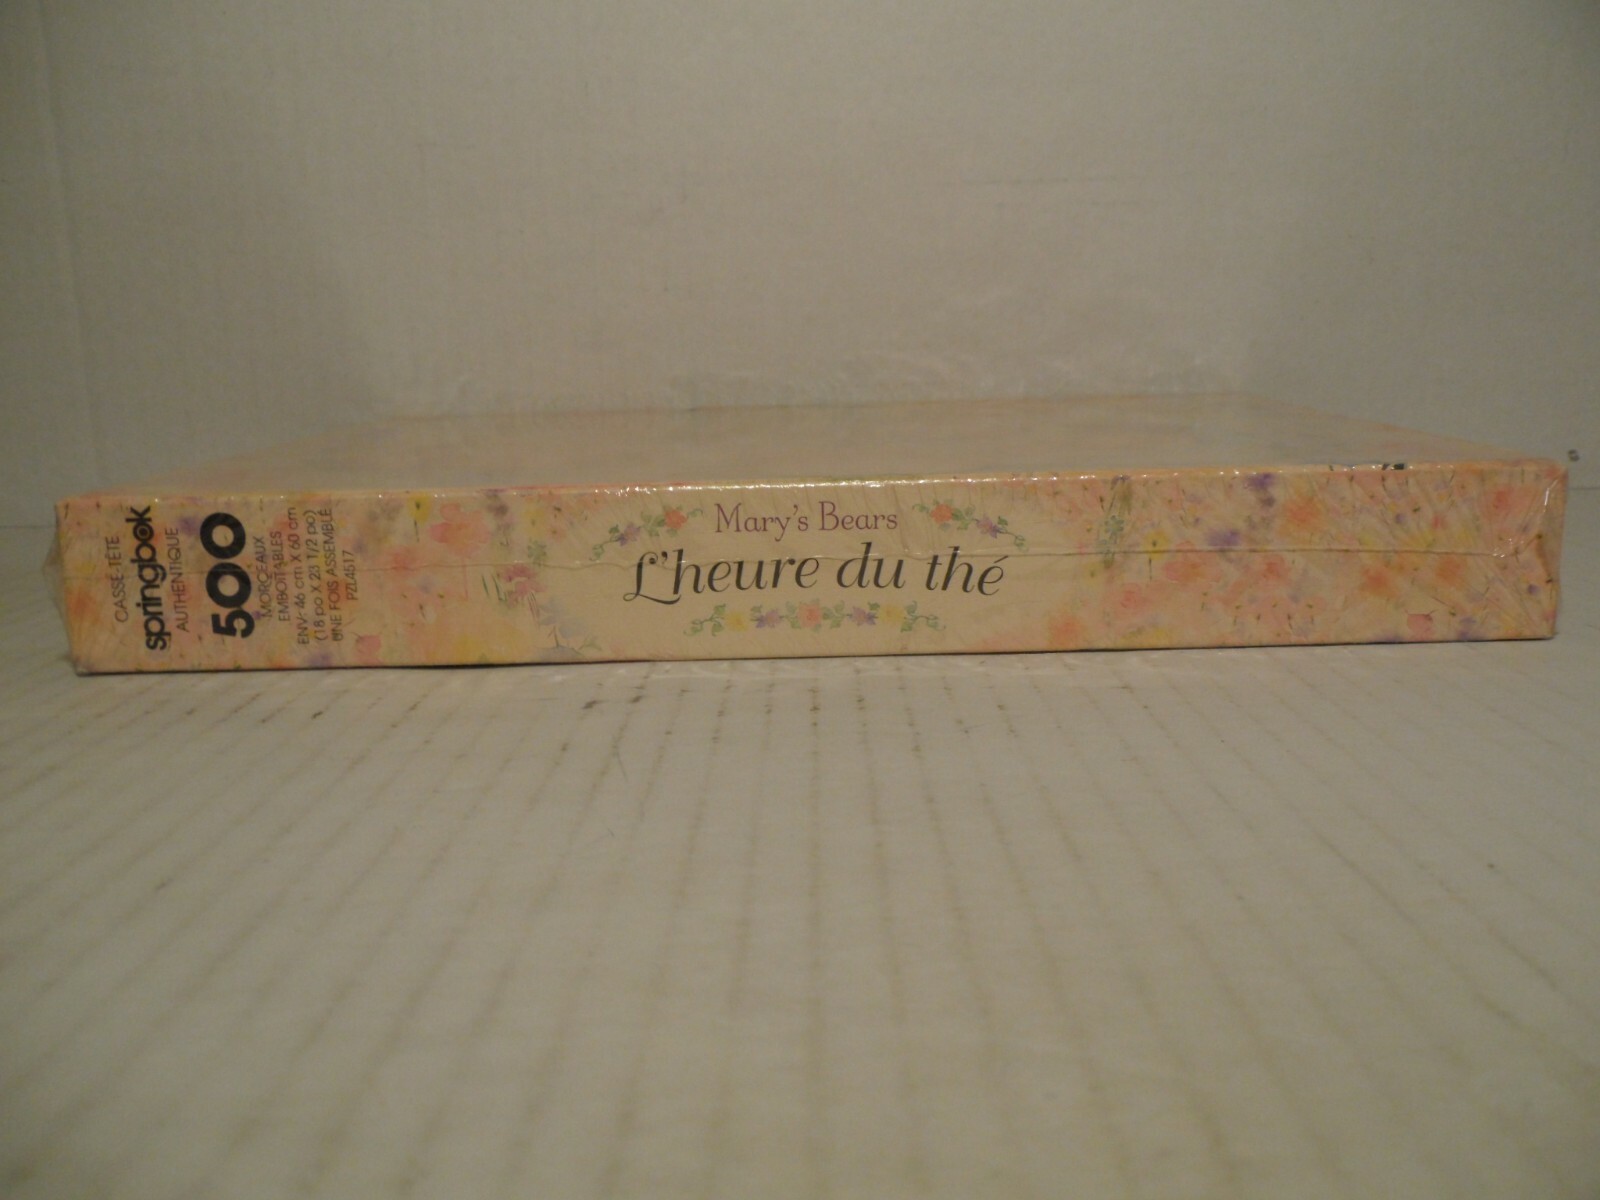 CASSE-TÊTE
springbok
AUTHENTIQUE
500
MORCEAUX
EMBOITABLES
ENV. 46 cm X 60 cm
(18 po X 23 1/2 po)
UNE FOIS ASSEMBLÉ
PZL4517
Mary's Bears
L'heure du thé